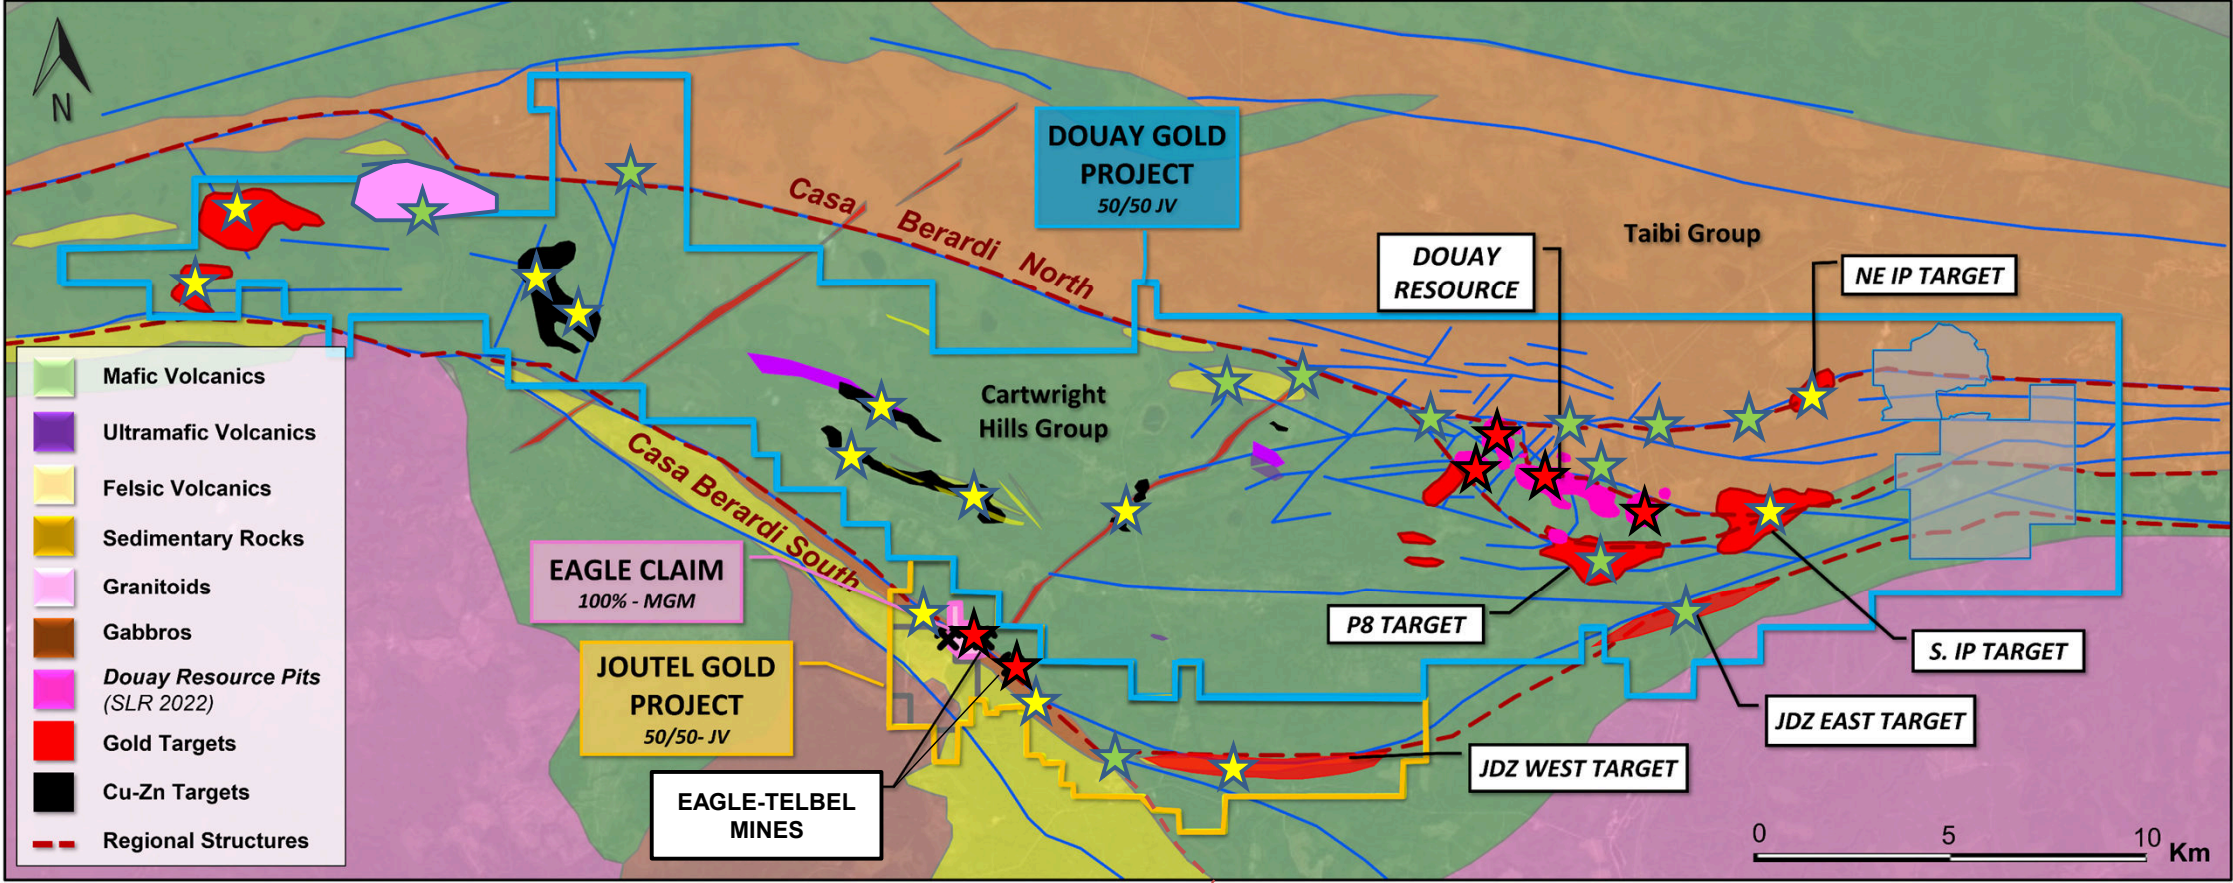 N
DOUAY GOLD
PROJECT
50/50 JV
Casa Berardi North
Taibi Group
DOUAY
RESOURCE
NE IP TARGET
Cartwright
Hills Group
Casa Berardi South
EAGLE CLAIM
100% - MGM
JOUTEL GOLD
PROJECT
50/50- JV
EAGLE-TELBEL
MINES
P8 TARGET
S. IP TARGET
JDZ EAST TARGET
JDZ WEST TARGET
Mafic Volcanics
Ultramafic Volcanics
Felsic Volcanics
Sedimentary Rocks
Granitoids
Gabbros
Douay Resource Pits
(SLR 2022)
Gold Targets
Cu-Zn Targets
Regional Structures
0 5 10
Km